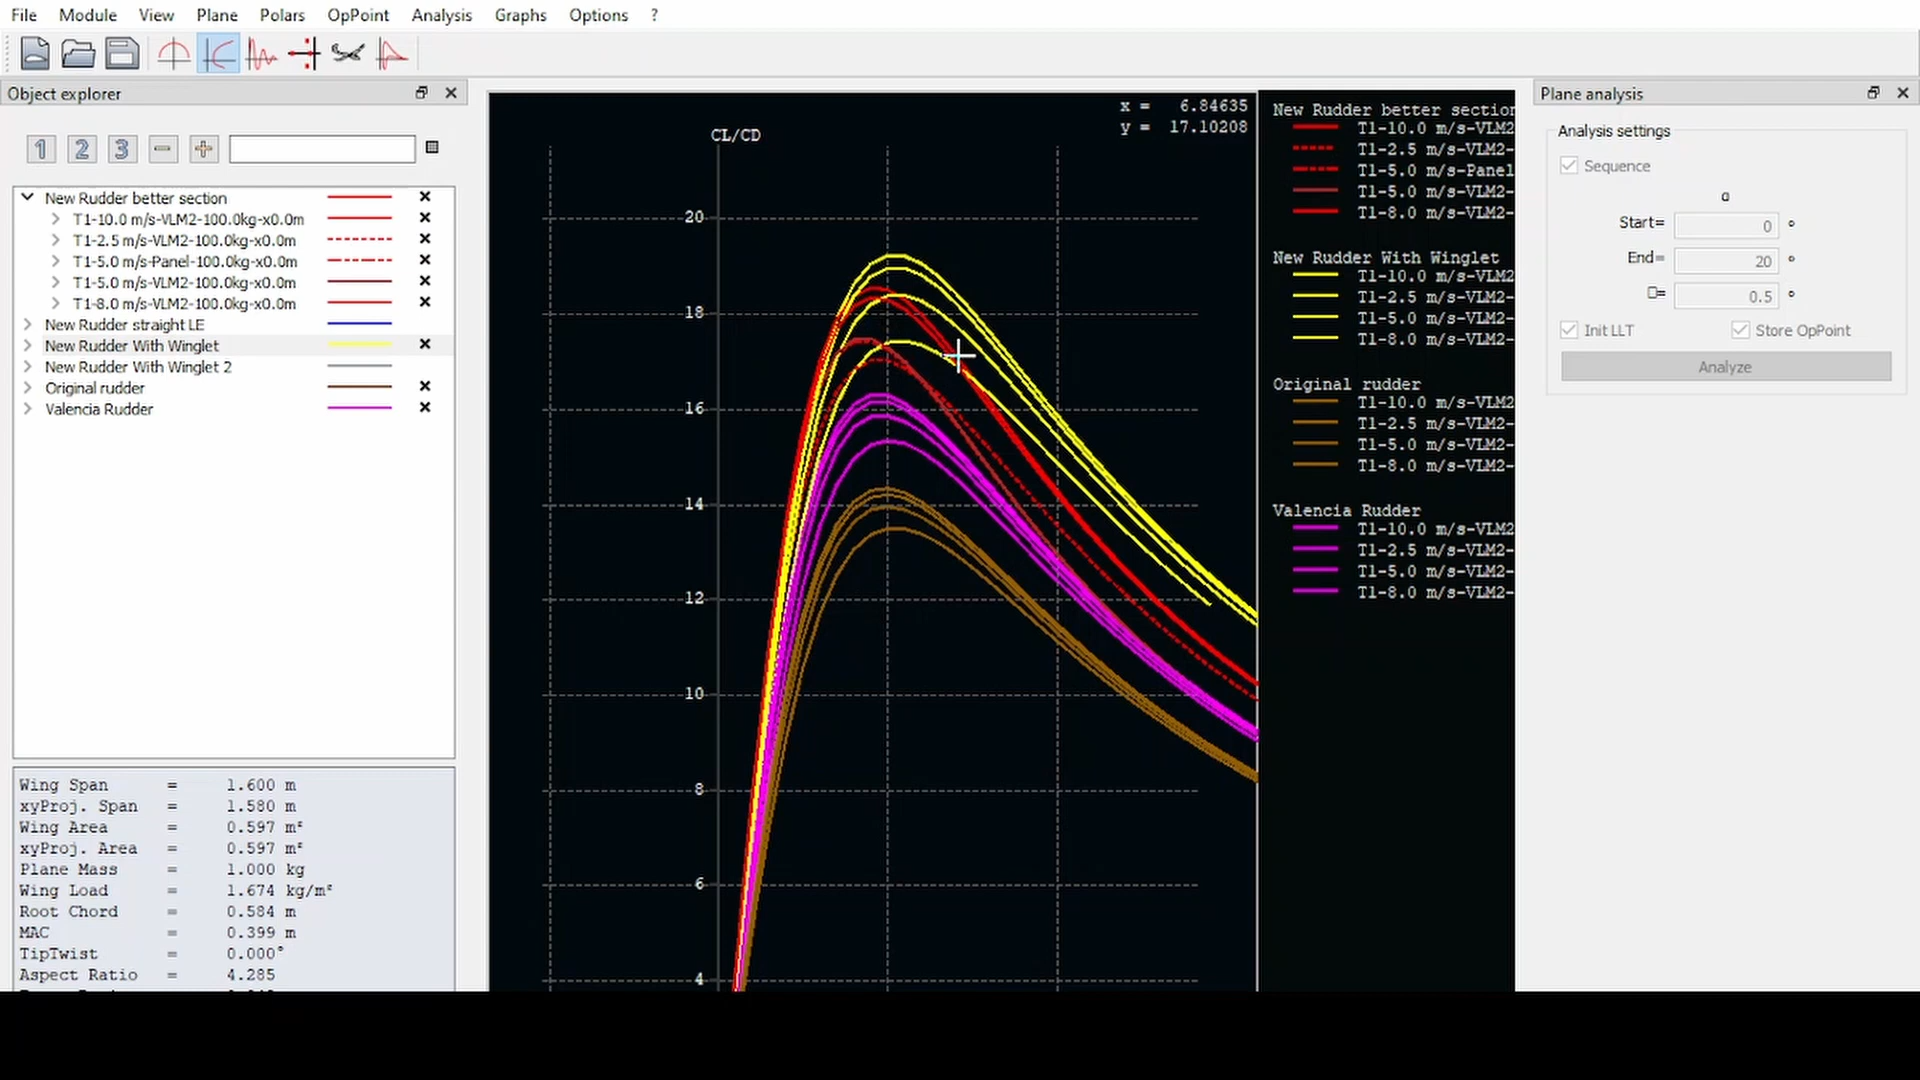 File Module View Plane Polars OpPoint Analysis Graphs Options ?
Object explorer
1 2 3
New Rudder better section
T1-10.0 m/s-VLM2-100.0kg-x0.0m
T1-2.5 m/s-VLM2-100.0kg-x0.0m
T1-5.0 m/s-Panel-100.0kg-x0.0m
T1-5.0 m/s-VLM2-100.0kg-x0.0m
T1-8.0 m/s-VLM2-100.0kg-x0.0m
New Rudder straight LE
New Rudder With Winglet
New Rudder With Winglet 2
Original rudder
Valencia Rudder
Wing Span = 1.600 m
xyProj. Span = 1.580 m
Wing Area = 0.597 m²
xyProj. Area = 0.597 m²
Plane Mass = 1.000 kg
Wing Load = 1.674 kg/m²
Root Chord = 0.584 m
MAC = 0.399 m
TipTwist = 0.000°
Aspect Ratio = 4.285
x = 6.84635
y = 17.10208
CL/CD
20
18
16
14
12
10
8
6
4
New Rudder better section
T1-10.0 m/s-VLM2
T1-2.5 m/s-VLM2-
T1-5.0 m/s-Panel
T1-5.0 m/s-VLM2-
T1-8.0 m/s-VLM2-
New Rudder With Winglet
T1-10.0 m/s-VLM2
T1-2.5 m/s-VLM2-
T1-5.0 m/s-VLM2-
T1-8.0 m/s-VLM2-
Original rudder
T1-10.0 m/s-VLM2
T1-2.5 m/s-VLM2-
T1-5.0 m/s-VLM2-
T1-8.0 m/s-VLM2-
Valencia Rudder
T1-10.0 m/s-VLM2
T1-2.5 m/s-VLM2-
T1-5.0 m/s-VLM2-
T1-8.0 m/s-VLM2-
Plane analysis
Analysis settings
Sequence
α
Start= 0 °
End= 20 °
= 0.5 °
Init LLT Store OpPoint
Analyze